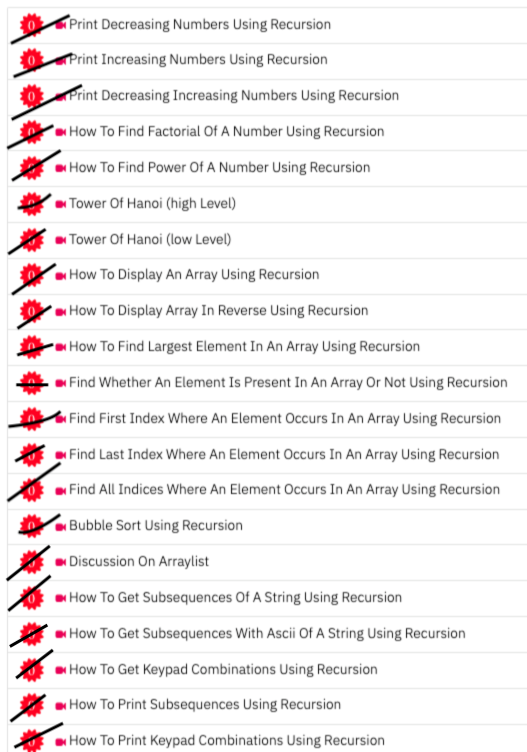 0 Print Decreasing Numbers Using Recursion
0 Print Increasing Numbers Using Recursion
0 Print Decreasing Increasing Numbers Using Recursion
0 How To Find Factorial Of A Number Using Recursion
0 How To Find Power Of A Number Using Recursion
0 Tower Of Hanoi (high Level)
0 Tower Of Hanoi (low Level)
0 How To Display An Array Using Recursion
0 How To Display Array In Reverse Using Recursion
0 How To Find Largest Element In An Array Using Recursion
0 Find Whether An Element Is Present In An Array Or Not Using Recursion
0 Find First Index Where An Element Occurs In An Array Using Recursion
0 Find Last Index Where An Element Occurs In An Array Using Recursion
0 Find All Indices Where An Element Occurs In An Array Using Recursion
0 Bubble Sort Using Recursion
0 Discussion On Arraylist
0 How To Get Subsequences Of A String Using Recursion
0 How To Get Subsequences With Ascii Of A String Using Recursion
0 How To Get Keypad Combinations Using Recursion
0 How To Print Subsequences Using Recursion
0 How To Print Keypad Combinations Using Recursion